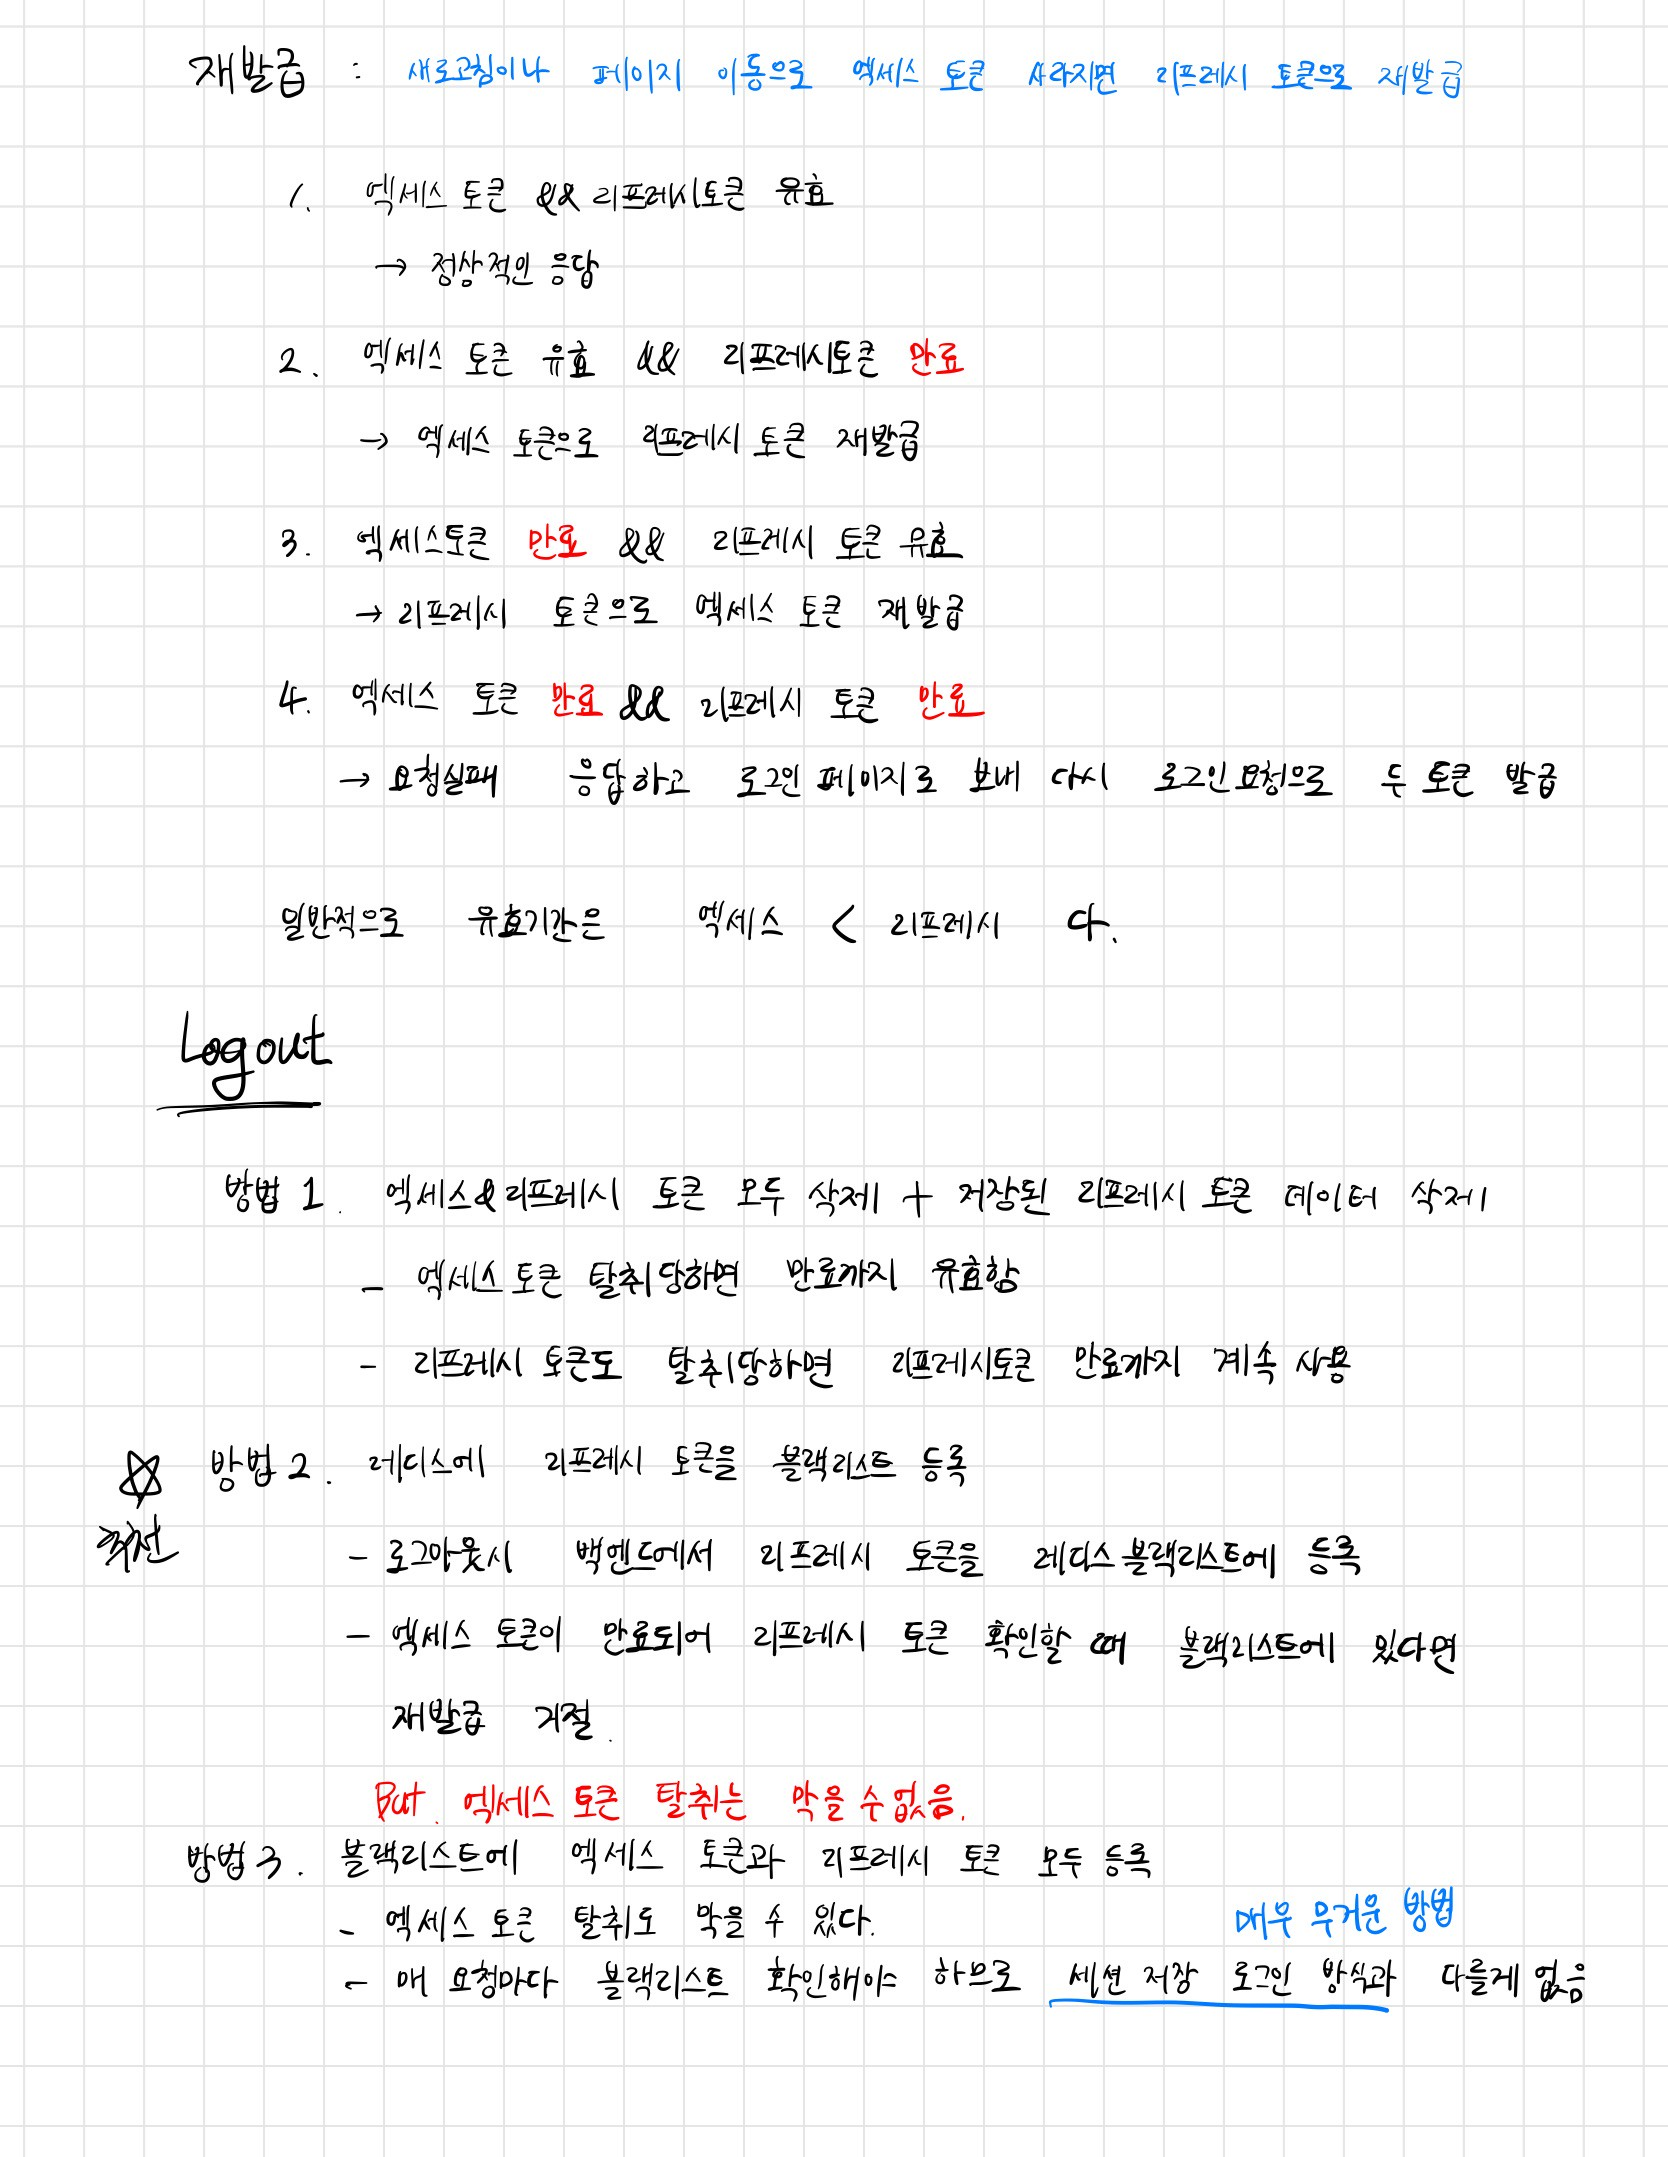 재발급 : 새로고침이나 페이지 이동으로 엑세스 토큰 사라지면 리프레시 토큰으로 재발급
1. 엑세스 토큰 && 리프레시토큰 유효
→ 정상적인 응답
2. 엑세스 토큰 유효 && 리프레시토큰 만료
→ 엑세스 토큰으로 리프레시 토큰 재발급
3. 엑세스토큰 만료 && 리프레시 토큰 유효
→ 리프레시 토큰으로 엑세스 토큰 재발급
4. 엑세스 토큰 만료 && 리프레시 토큰 만료
→ 요청실패 응답하고 로그인 페이지로 보내 다시 로그인요청으로 두 토큰 발급
일반적으로 유효기간은 엑세스 < 리프레시 다.
Logout
방법 1. 엑세스&리프레시 토큰 모두 삭제 + 저장된 리프레시 토큰 데이터 삭제
- 엑세스 토큰 탈취당하면 만료까지 유효함
- 리프레시 토큰도 탈취당하면 리프레시토큰 만료까지 계속 사용
☆ 방법 2. 레디스에 리프레시 토큰을 블랙리스트 등록
추천
- 로그아웃시 백엔드에서 리프레시 토큰을 레디스 블랙리스트에 등록
- 엑세스 토큰이 만료되어 리프레시 토큰 확인할 때 블랙리스트에 있다면
재발급 거절.
But. 엑세스 토큰 탈취는 막을 수 없음.
방법 3. 블랙리스트에 엑세스 토큰과 리프레시 토큰 모두 등록
- 엑세스 토큰 탈취도 막을 수 있다.
매우 무거운 방법
- 매 요청마다 블랙리스트 확인해야 하므로 세션 저장 로그인 방식과 다를게 없음